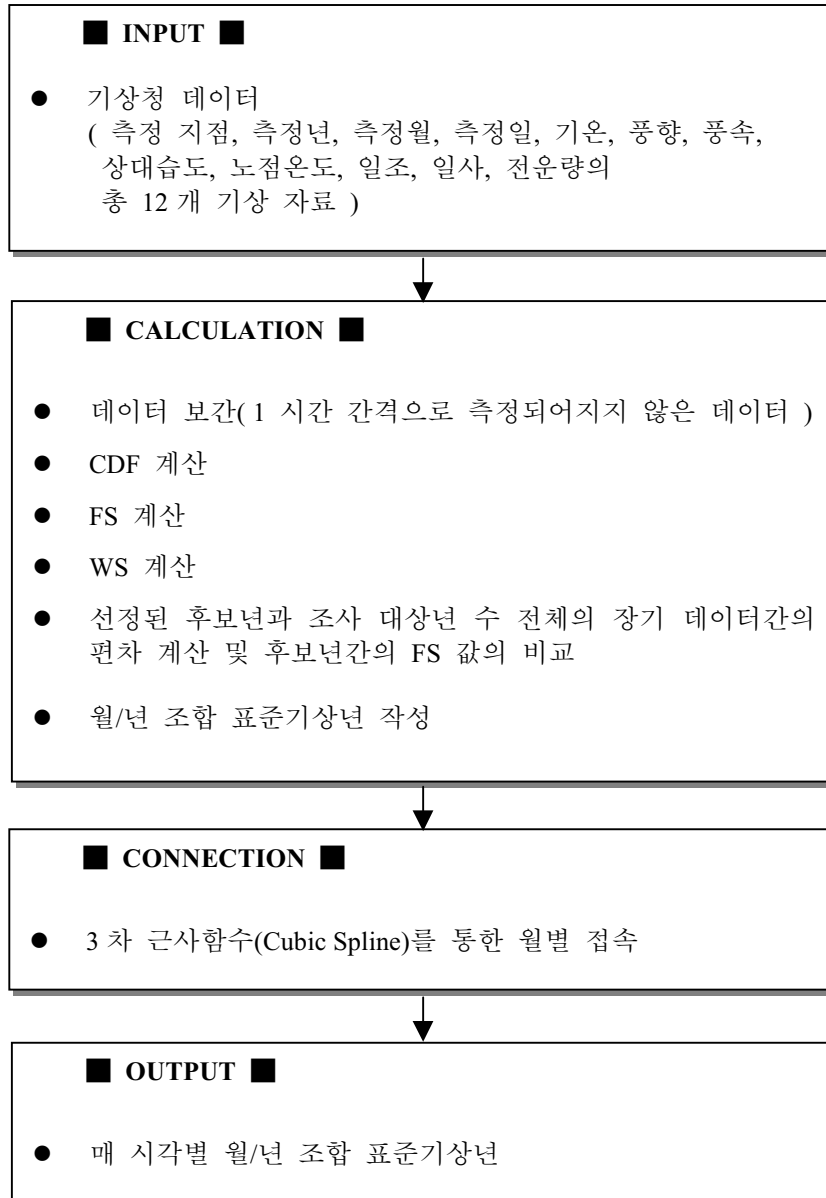 ■ INPUT ■
● 기상청 데이터
( 측정 지점, 측정년, 측정월, 측정일, 기온, 풍향, 풍속,
상대습도, 노점온도, 일조, 일사, 전운량의
총 12 개 기상 자료 )
■ CALCULATION ■
● 데이터 보간( 1 시간 간격으로 측정되어지지 않은 데이터 )
● CDF 계산
● FS 계산
● WS 계산
● 선정된 후보년과 조사 대상년 수 전체의 장기 데이터간의
편차 계산 및 후보년간의 FS 값의 비교
● 월/년 조합 표준기상년 작성
■ CONNECTION ■
● 3 차 근사함수(Cubic Spline)를 통한 월별 접속
■ OUTPUT ■
● 매 시각별 월/년 조합 표준기상년